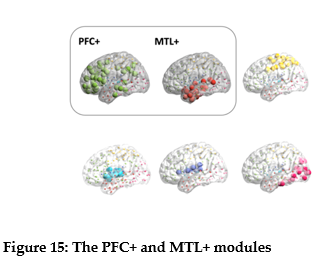 PFC+ MTL+
Figure 15: The PFC+ and MTL+ modules